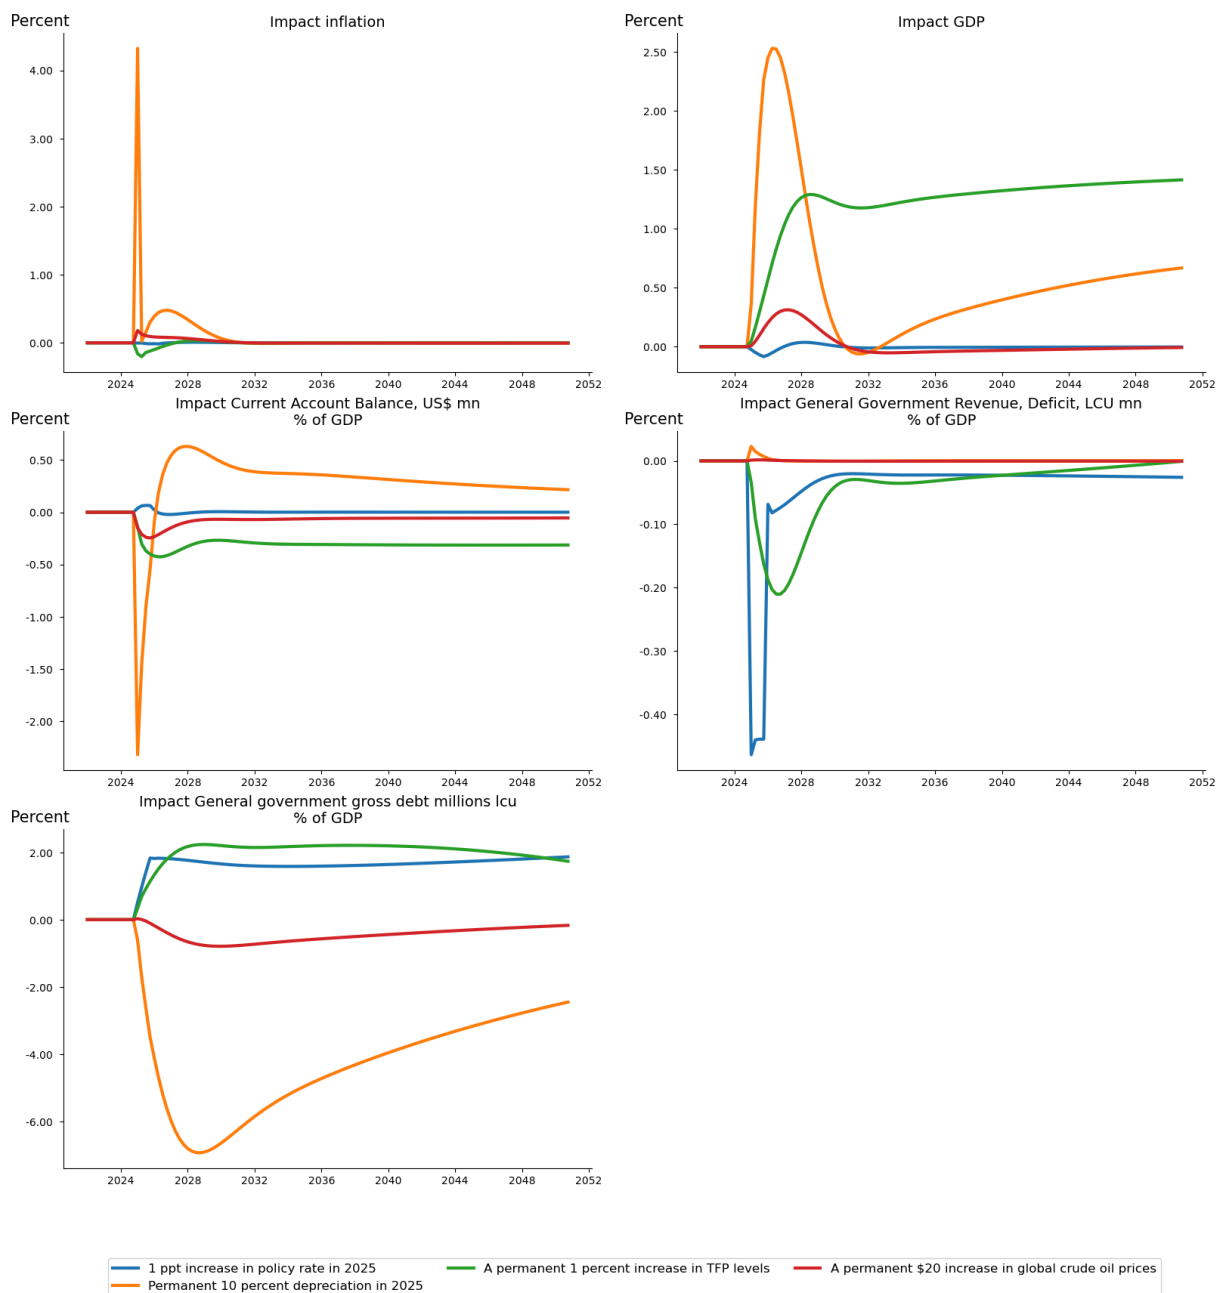 Percent
Impact inflation
4.00
3.00
2.00
1.00
0.00
2024 2028 2032 2036 2040 2044 2048 2052
Percent
Impact GDP
2.50
2.00
1.50
1.00
0.50
0.00
2024 2028 2032 2036 2040 2044 2048 2052
Percent
Impact Current Account Balance, US$ mn
% of GDP
0.50
0.00
-0.50
-1.00
-1.50
-2.00
2024 2028 2032 2036 2040 2044 2048 2052
Percent
Impact General Government Revenue, Deficit, LCU mn
% of GDP
0.00
-0.10
-0.20
-0.30
-0.40
2024 2028 2032 2036 2040 2044 2048 2052
Percent
Impact General government gross debt millions lcu
% of GDP
2.00
0.00
-2.00
-4.00
-6.00
2024 2028 2032 2036 2040 2044 2048 2052
1 ppt increase in policy rate in 2025
Permanent 10 percent depreciation in 2025
A permanent 1 percent increase in TFP levels
A permanent $20 increase in global crude oil prices